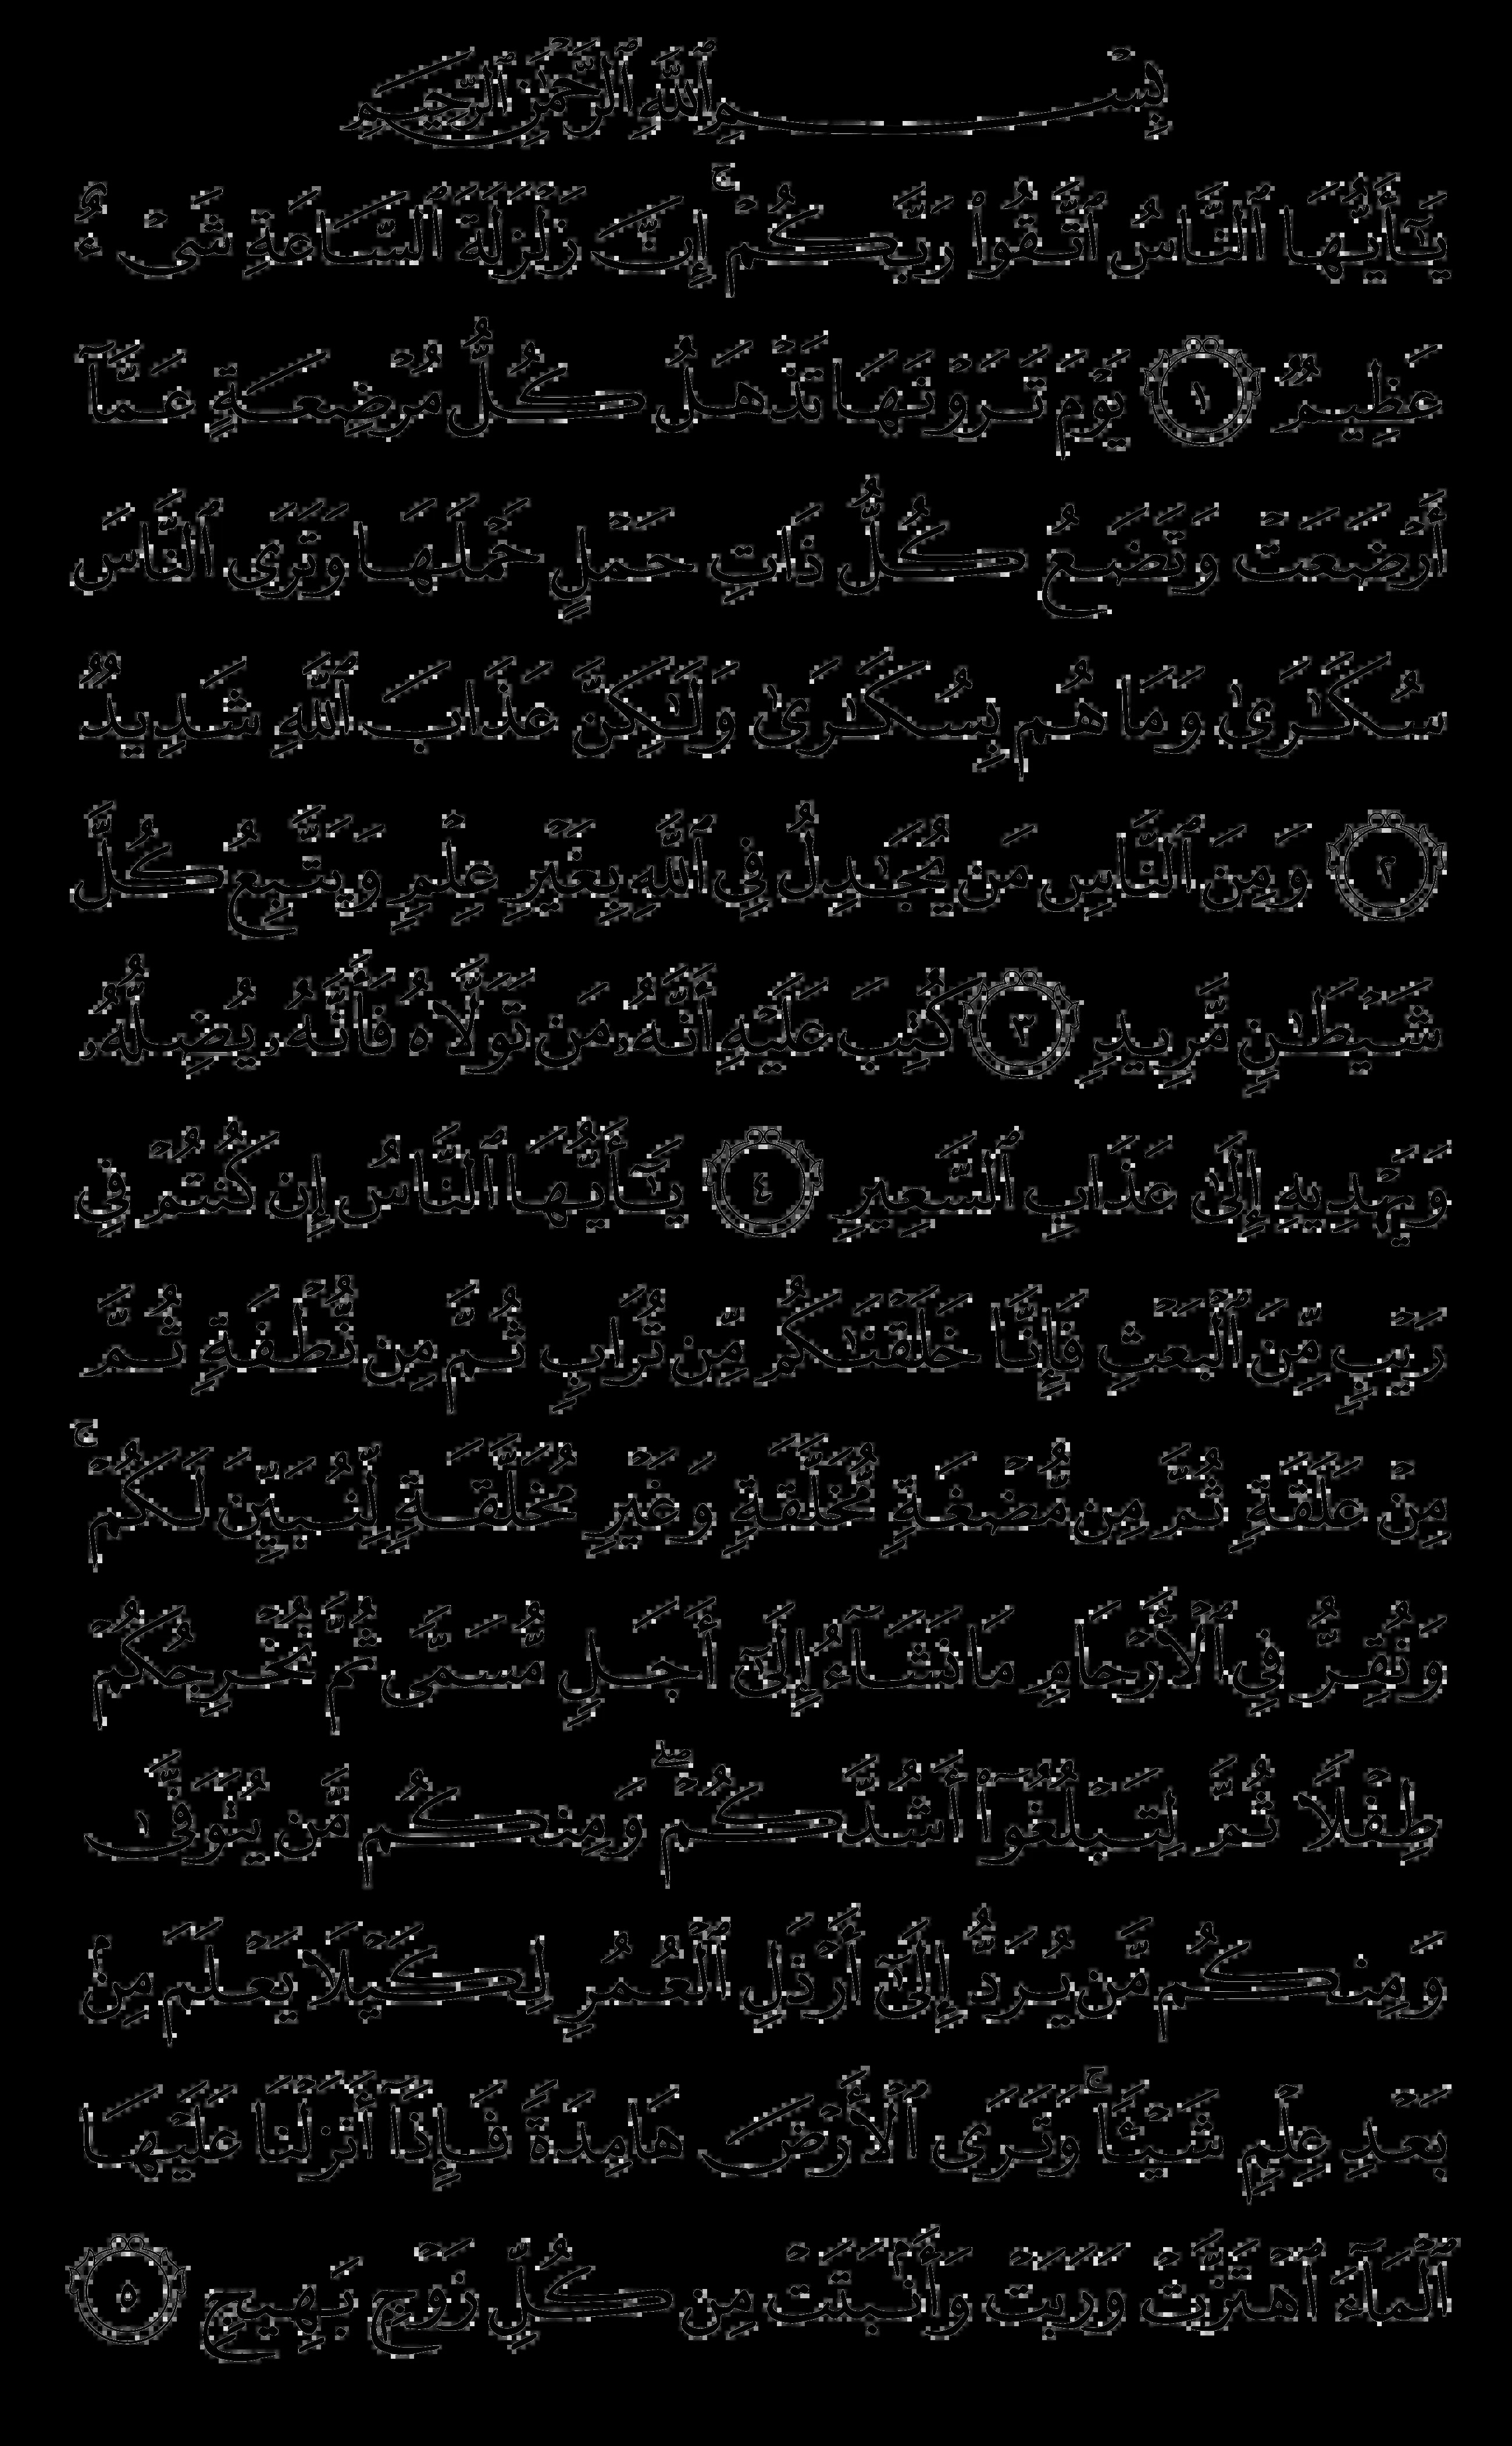 بِسْمِ ٱللَّهِ ٱلرَّحْمَٰنِ ٱلرَّحِيمِ
يَٰٓأَيُّهَا ٱلنَّاسُ ٱتَّقُوا۟ رَبَّكُمْ ۚ إِنَّ زَلْزَلَةَ ٱلسَّاعَةِ شَىْءٌ
عَظِيمٌ ١ يَوْمَ تَرَوْنَهَا تَذْهَلُ كُلُّ مُرْضِعَةٍ عَمَّآ
أَرْضَعَتْ وَتَضَعُ كُلُّ ذَاتِ حَمْلٍ حَمْلَهَا وَتَرَى ٱلنَّاسَ
سُكَٰرَىٰ وَمَا هُم بِسُكَٰرَىٰ وَلَٰكِنَّ عَذَابَ ٱللَّهِ شَدِيدٌ
٢ وَمِنَ ٱلنَّاسِ مَن يُجَٰدِلُ فِى ٱللَّهِ بِغَيْرِ عِلْمٍ وَيَتَّبِعُ كُلَّ
شَيْطَٰنٍ مَّرِيدٍ ٣ كُتِبَ عَلَيْهِ أَنَّهُۥ مَن تَوَلَّاهُ فَأَنَّهُۥ يُضِلُّهُۥ
وَيَهْدِيهِ إِلَىٰ عَذَابِ ٱلسَّعِيرِ ٤ يَٰٓأَيُّهَا ٱلنَّاسُ إِن كُنتُمْ فِى
رَيْبٍ مِّنَ ٱلْبَعْثِ فَإِنَّا خَلَقْنَٰكُم مِّن تُرَابٍ ثُمَّ مِن نُّطْفَةٍ ثُمَّ
مِنْ عَلَقَةٍ ثُمَّ مِن مُّضْغَةٍ مُّخَلَّقَةٍ وَغَيْرِ مُخَلَّقَةٍ لِّنُبَيِّنَ لَكُمْ ۚ
وَنُقِرُّ فِى ٱلْأَرْحَامِ مَا نَشَآءُ إِلَىٰٓ أَجَلٍ مُّسَمًّى ثُمَّ نُخْرِجُكُمْ
طِفْلًا ثُمَّ لِتَبْلُغُوٓا۟ أَشُدَّكُمْ ۖ وَمِنكُم مَّن يُتَوَفَّىٰ
وَمِنكُم مَّن يُرَدُّ إِلَىٰٓ أَرْذَلِ ٱلْعُمُرِ لِكَيْلَا يَعْلَمَ مِنۢ
بَعْدِ عِلْمٍ شَيْـًٔا ۚ وَتَرَى ٱلْأَرْضَ هَامِدَةً فَإِذَآ أَنزَلْنَا عَلَيْهَا
ٱلْمَآءَ ٱهْتَزَّتْ وَرَبَتْ وَأَنۢبَتَتْ مِن كُلِّ زَوْجٍۭ بَهِيجٍ ٥